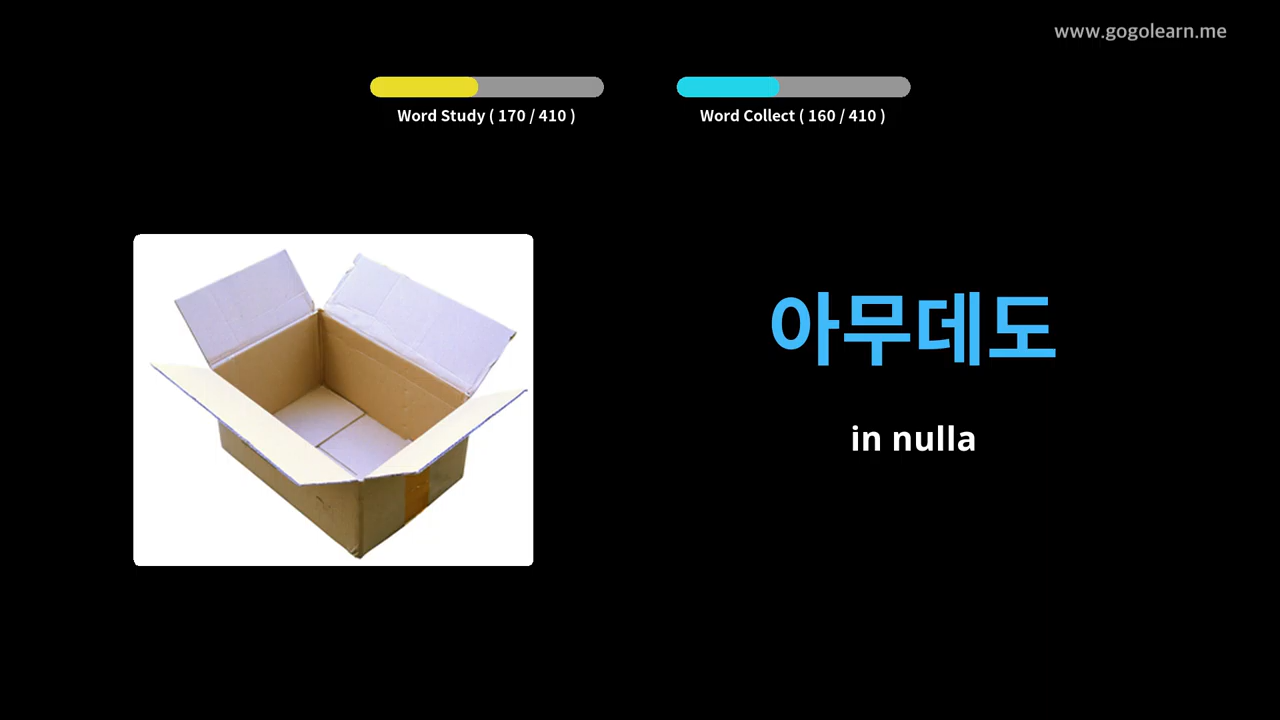 www.gogolearn.me
Word Study ( 170 / 410 )
Word Collect ( 160 / 410 )
아무데도
in nulla